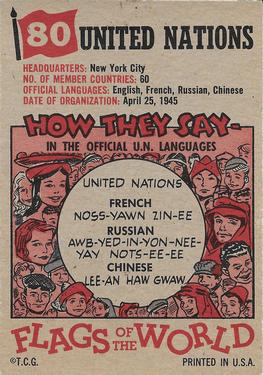 80 UNITED NATIONS
HEADQUARTERS: New York City
NO. OF MEMBER COUNTRIES: 60
OFFICIAL LANGUAGES: English, French, Russian, Chinese
DATE OF ORGANIZATION: April 25, 1945
HOW THEY SAY-
IN THE OFFICIAL U.N. LANGUAGES
UNITED NATIONS
FRENCH
NOSS-YAWN ZIN-EE
RUSSIAN
AWB-YED-IN-YON-NEE-
YAY NOTS-EE-EE
CHINESE
LEE-AN HAW GWAW
FLAGS OF THE WORLD
©T.C.G.
PRINTED IN U.S.A.